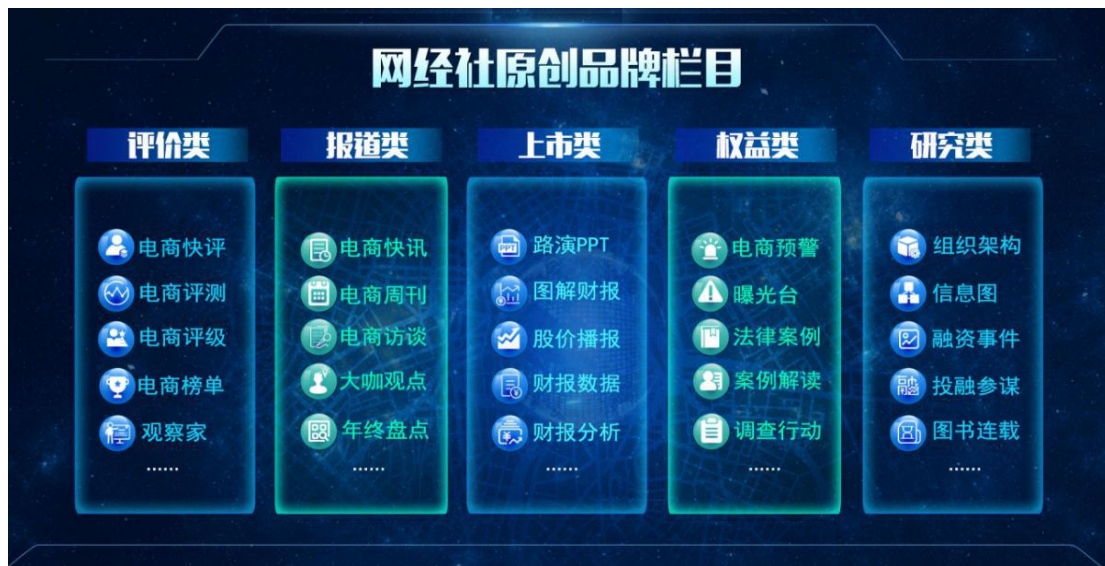 网经社原创品牌栏目
评价类
电商快评
电商评测
电商评级
电商榜单
观察家
......
报道类
电商快讯
电商周刊
电商访谈
大咖观点
年终盘点
......
上市类
PPT
路演PPT
图解财报
股价播报
财报数据
财报分析
......
权益类
电商预警
曝光台
法律案例
案例解读
调查行动
......
研究类
组织架构
信息图
融资事件
融
投融参谋
图书连载
......